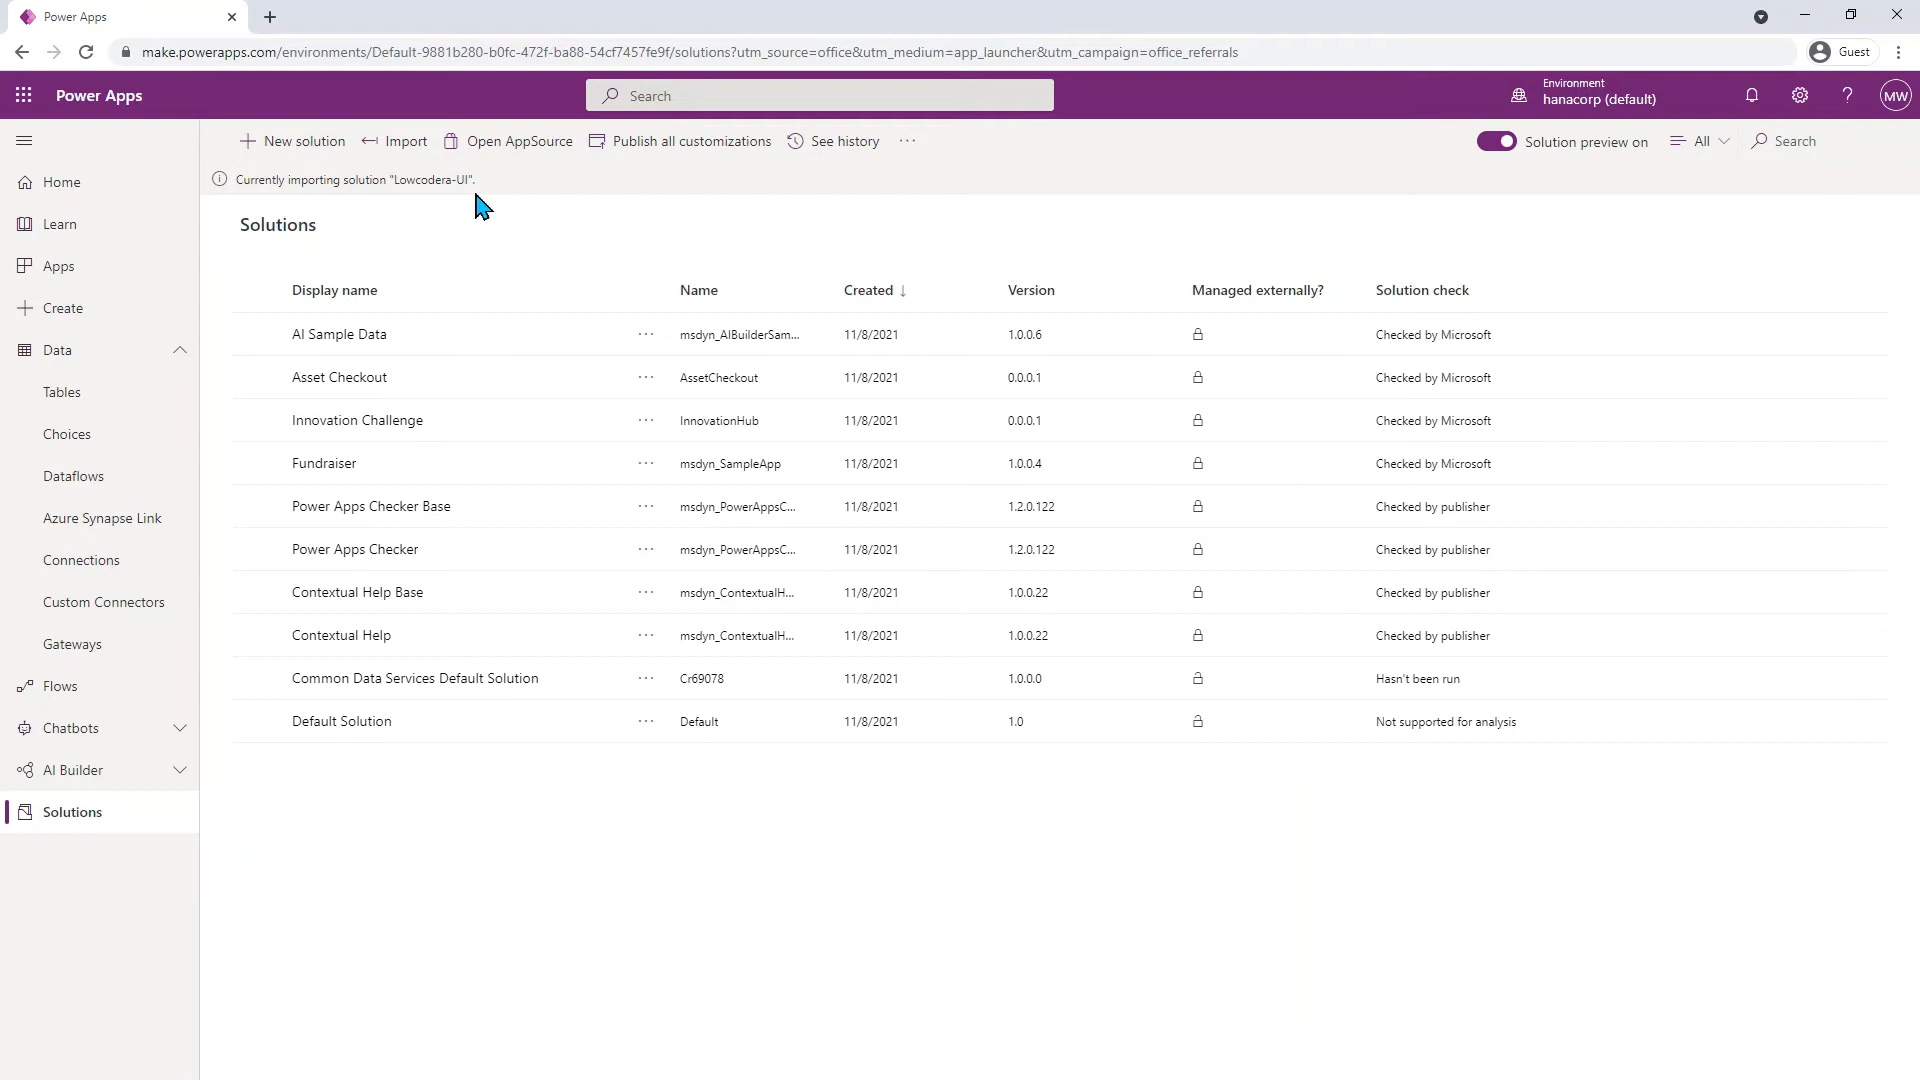 Power Apps
make.powerapps.com/environments/Default-9881b280-b0fc-472f-ba88-54cf7457fe9f/solutions?utm_source=office&utm_medium=app_launcher&utm_campaign=office_referrals
Guest
Power Apps
Search
Environment
hanacorp (default)
?
MW
New solution
Import
Open AppSource
Publish all customizations
See history
...
Solution preview on
All
Search
Currently importing solution "Lowcodera-UI".
Home
Learn
Apps
Create
Data
Tables
Choices
Dataflows
Azure Synapse Link
Connections
Custom Connectors
Gateways
Flows
Chatbots
AI Builder
Solutions
Solutions
Display name Name Created ↓ Version Managed externally? Solution check
AI Sample Data ... msdyn_AIBuilderSam... 11/8/2021 1.0.0.6 Checked by Microsoft
Asset Checkout ... AssetCheckout 11/8/2021 0.0.0.1 Checked by Microsoft
Innovation Challenge ... InnovationHub 11/8/2021 0.0.0.1 Checked by Microsoft
Fundraiser ... msdyn_SampleApp 11/8/2021 1.0.0.4 Checked by Microsoft
Power Apps Checker Base ... msdyn_PowerAppsC... 11/8/2021 1.2.0.122 Checked by publisher
Power Apps Checker ... msdyn_PowerAppsC... 11/8/2021 1.2.0.122 Checked by publisher
Contextual Help Base ... msdyn_ContextualH... 11/8/2021 1.0.0.22 Checked by publisher
Contextual Help ... msdyn_ContextualH... 11/8/2021 1.0.0.22 Checked by publisher
Common Data Services Default Solution ... Cr69078 11/8/2021 1.0.0.0 Hasn't been run
Default Solution ... Default 11/8/2021 1.0 Not supported for analysis